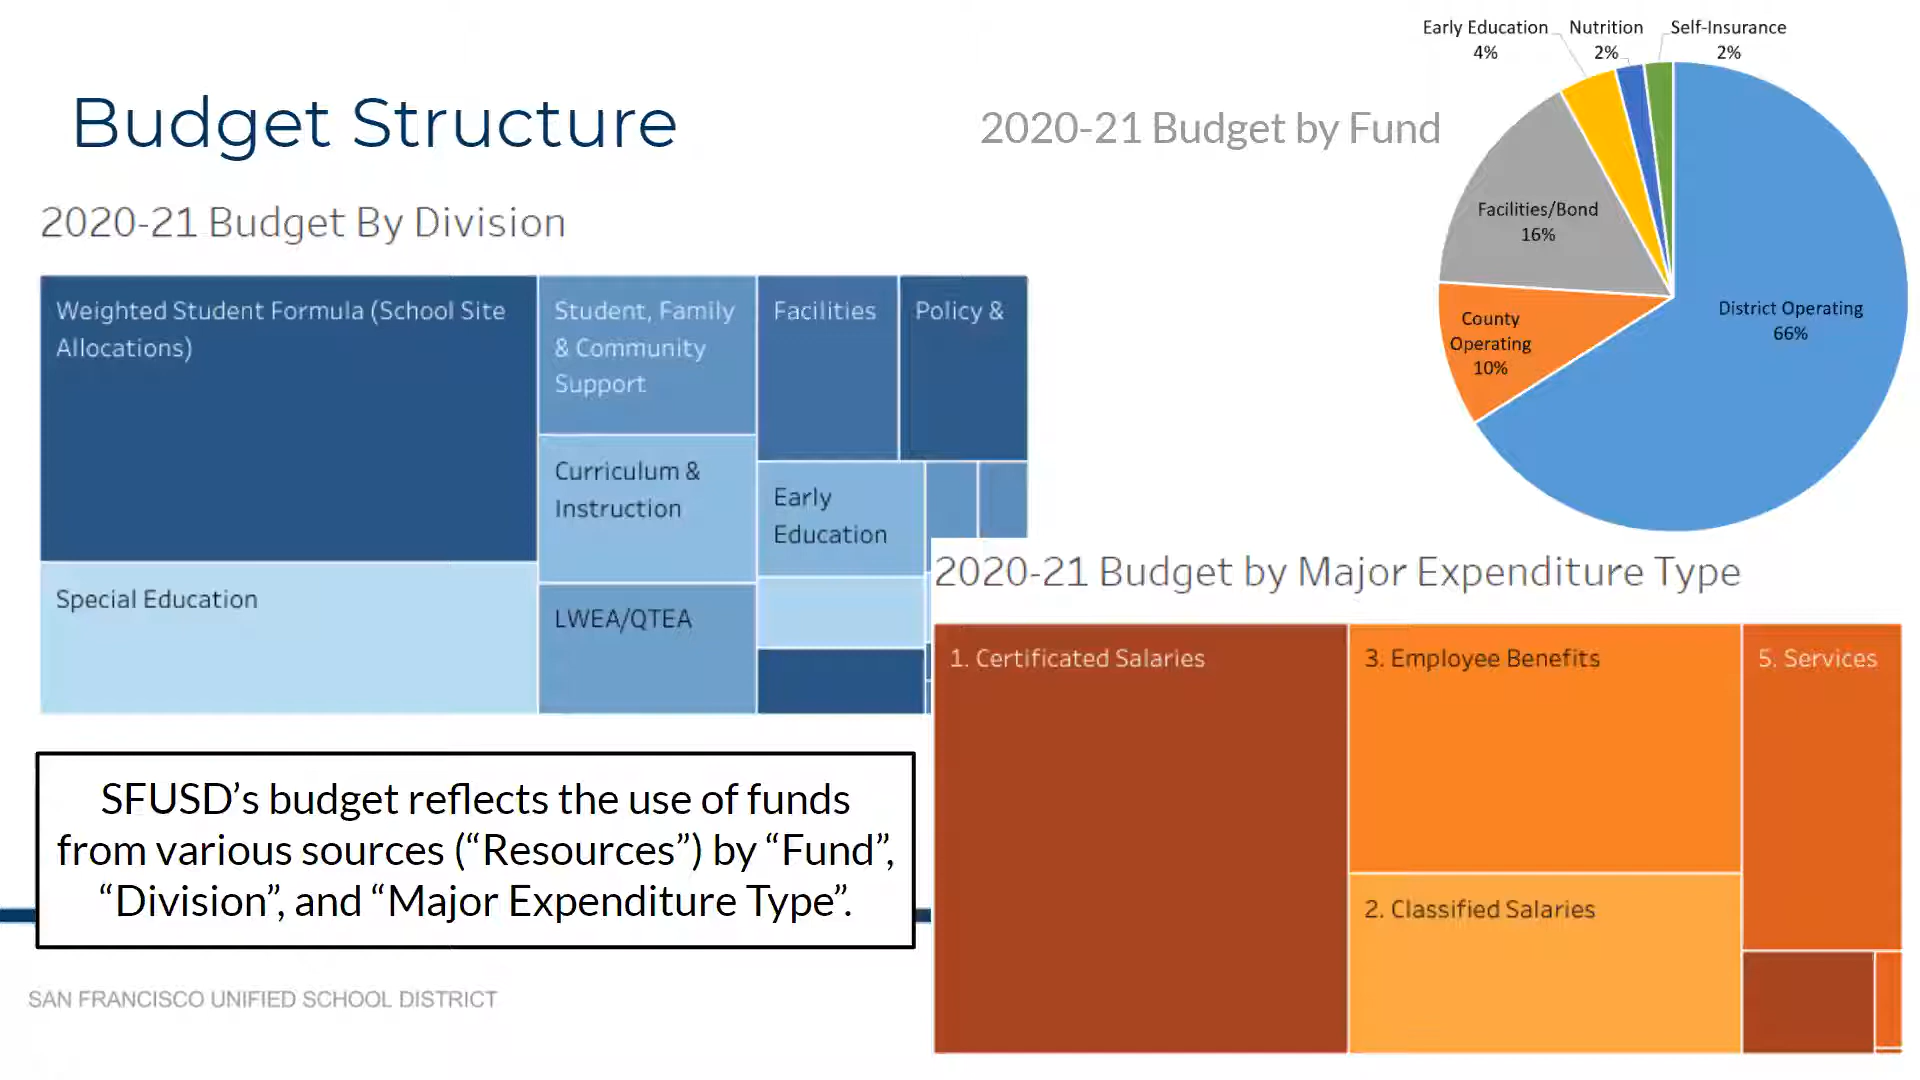 Budget Structure
2020-21 Budget By Division
Weighted Student Formula (School Site
Allocations)
Special Education
Student, Family
& Community
Support
Curriculum &
Instruction
LWEA/QTEA
Facilities
Policy &
Early
Education
2020-21 Budget by Fund
Early Education
4%
Nutrition
2%
Self-Insurance
2%
Facilities/Bond
16%
County
Operating
10%
District Operating
66%
2020-21 Budget by Major Expenditure Type
1. Certificated Salaries
3. Employee Benefits
2. Classified Salaries
5. Services
SFUSD’s budget reflects the use of funds
from various sources (“Resources”) by “Fund”,
“Division”, and “Major Expenditure Type”.
SAN FRANCISCO UNIFIED SCHOOL DISTRICT